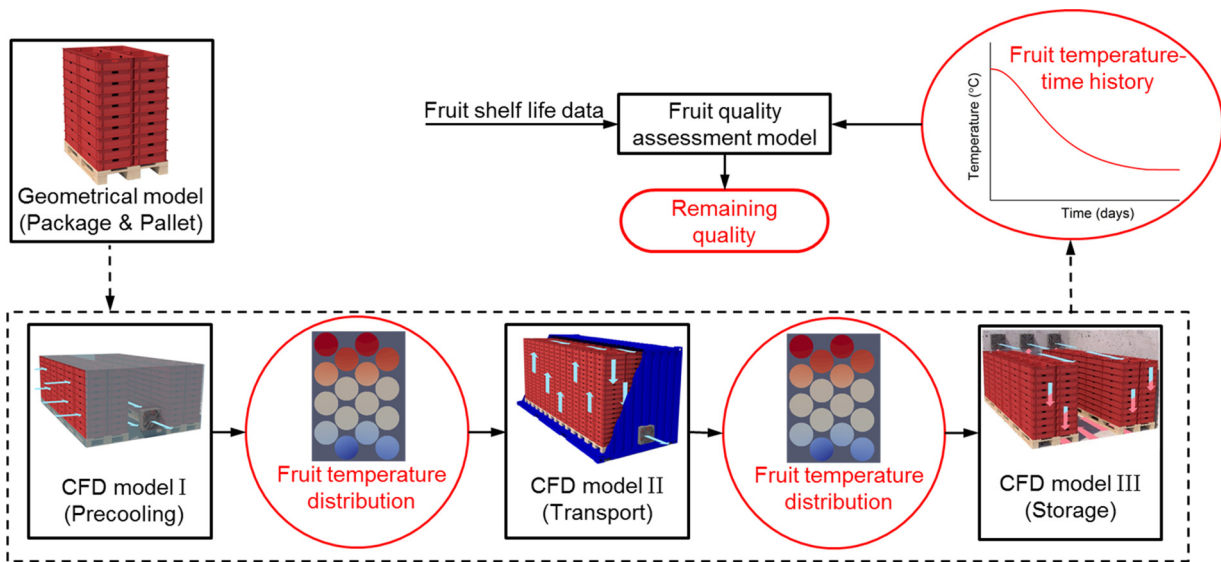 Geometrical model
(Package & Pallet)
Fruit shelf life data
Fruit quality
assessment model
Remaining
quality
Fruit temperature-
time history
Temperature (°C)
Time (days)
CFD model I
(Precooling)
Fruit temperature
distribution
CFD model II
(Transport)
Fruit temperature
distribution
CFD model III
(Storage)